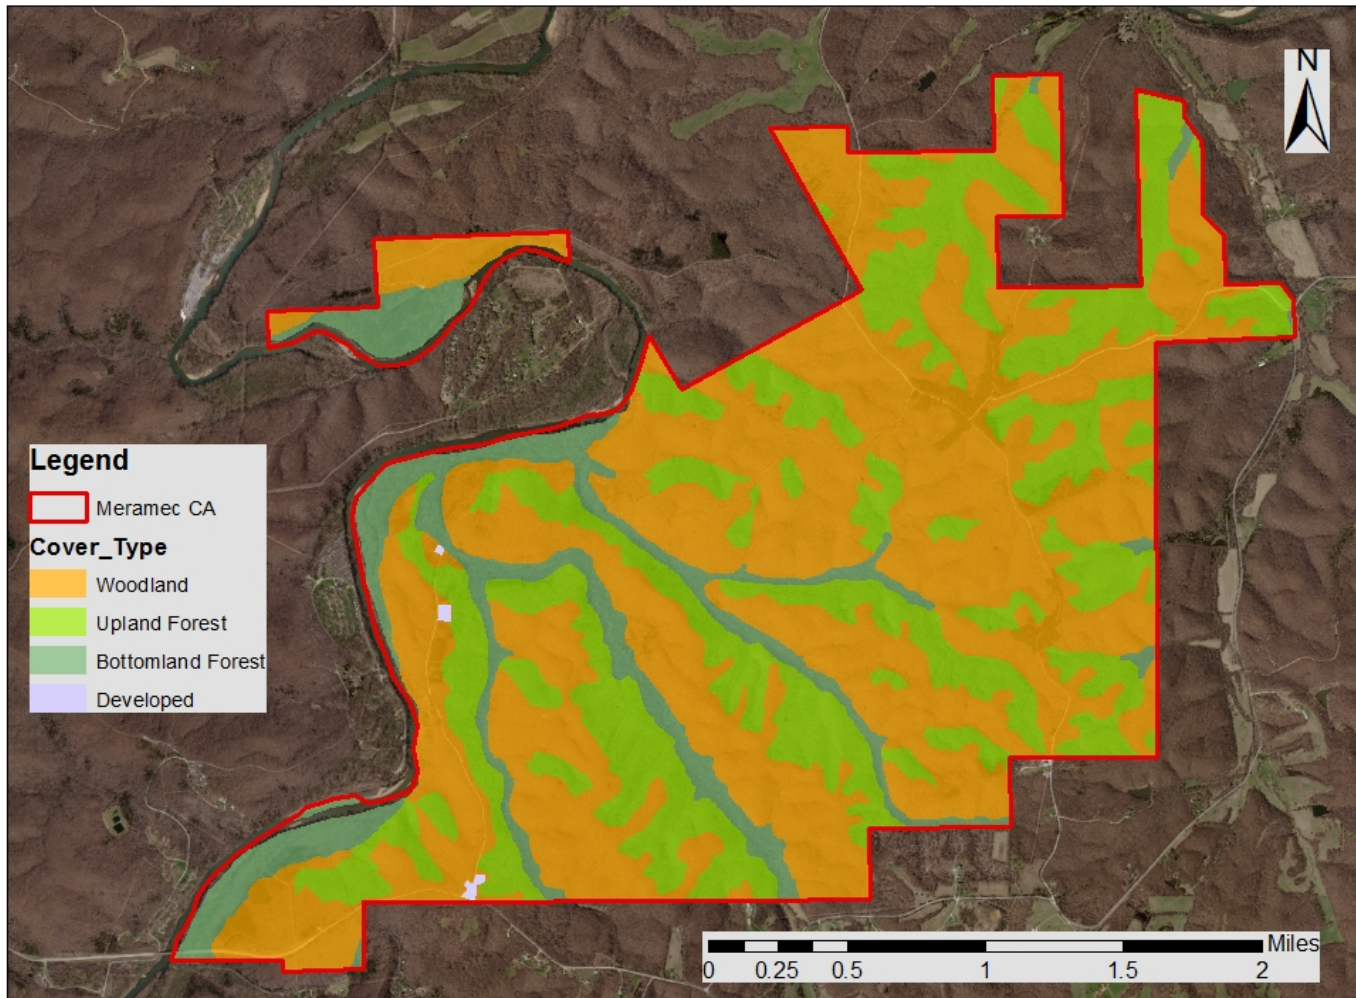 N
Legend
Meramec CA
Cover_Type
Woodland
Upland Forest
Bottomland Forest
Developed
Miles
0 0.25 0.5 1 1.5 2